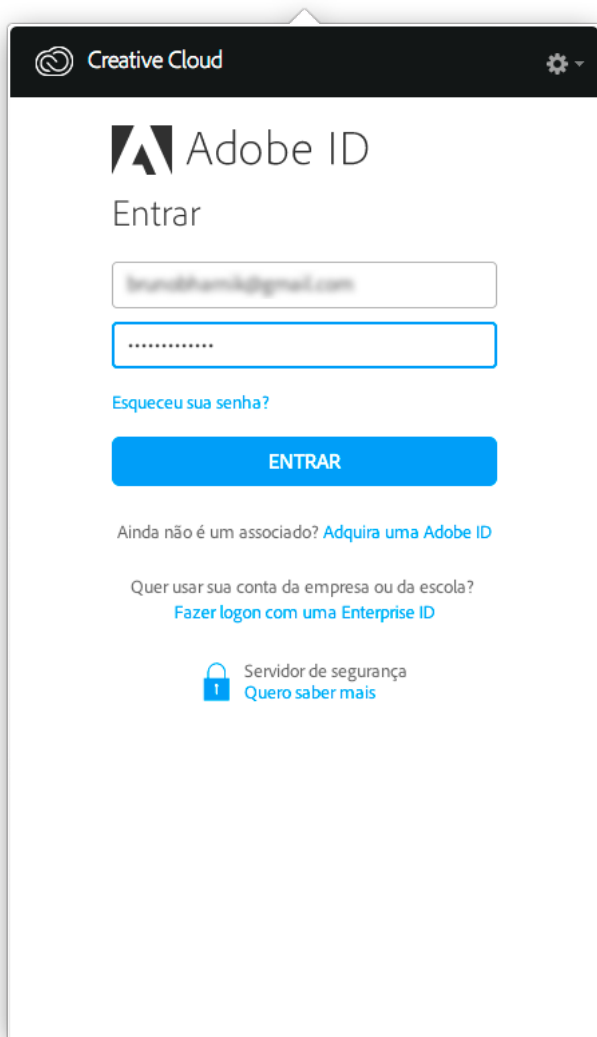 Creative Cloud
Adobe ID
Entrar
•••••••••••••
Esqueceu sua senha?
ENTRAR
Ainda não é um associado? Adquira uma Adobe ID
Quer usar sua conta da empresa ou da escola?
Fazer logon com uma Enterprise ID
Servidor de segurança
Quero saber mais